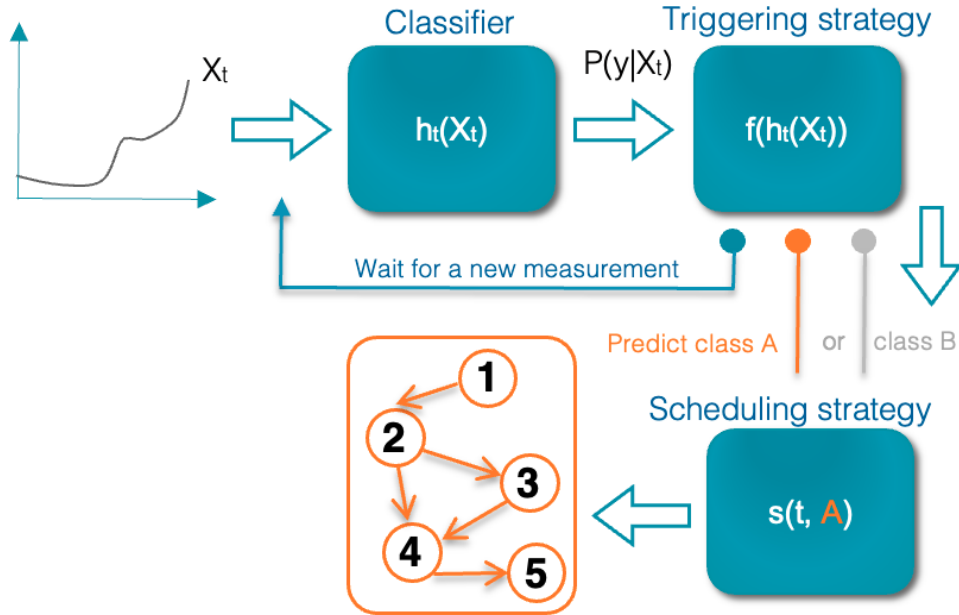 Classifier
Triggering strategy
Xₜ
P(y|Xₜ)
hₜ(Xₜ)
f(hₜ(Xₜ))
Wait for a new measurement
Predict class A or class B
Scheduling strategy
1
2
3
4
5
s(t, A)